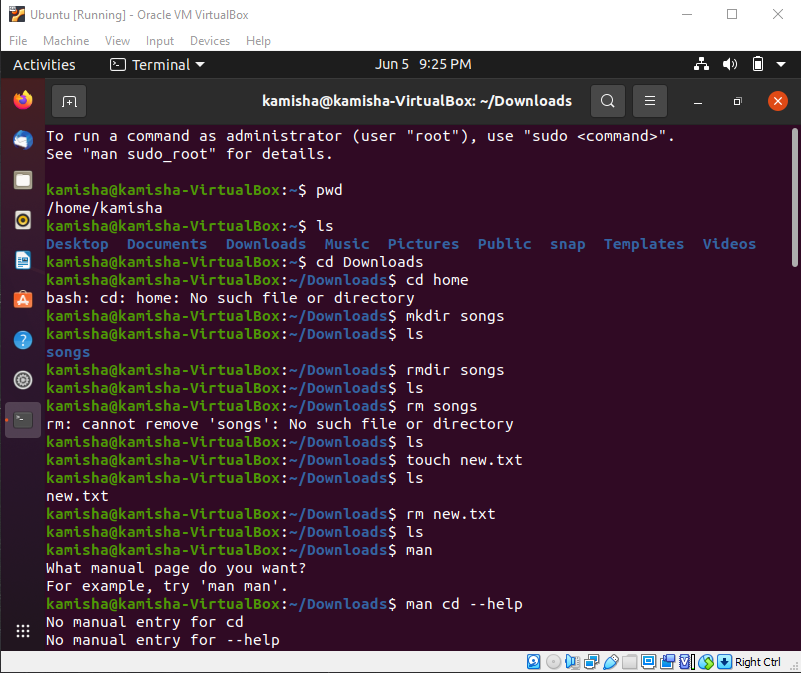 Ubuntu [Running] - Oracle VM VirtualBox
File Machine View Input Devices Help
Activities Terminal Jun 5 9:25 PM
kamisha@kamisha-VirtualBox: ~/Downloads
To run a command as administrator (user "root"), use "sudo <command>".
See "man sudo_root" for details.
kamisha@kamisha-VirtualBox:~$ pwd
/home/kamisha
kamisha@kamisha-VirtualBox:~$ ls
Desktop Documents Downloads Music Pictures Public snap Templates Videos
kamisha@kamisha-VirtualBox:~$ cd Downloads
kamisha@kamisha-VirtualBox:~/Downloads$ cd home
bash: cd: home: No such file or directory
kamisha@kamisha-VirtualBox:~/Downloads$ mkdir songs
kamisha@kamisha-VirtualBox:~/Downloads$ ls
songs
kamisha@kamisha-VirtualBox:~/Downloads$ rmdir songs
kamisha@kamisha-VirtualBox:~/Downloads$ ls
kamisha@kamisha-VirtualBox:~/Downloads$ rm songs
rm: cannot remove 'songs': No such file or directory
kamisha@kamisha-VirtualBox:~/Downloads$ ls
kamisha@kamisha-VirtualBox:~/Downloads$ touch new.txt
kamisha@kamisha-VirtualBox:~/Downloads$ ls
new.txt
kamisha@kamisha-VirtualBox:~/Downloads$ rm new.txt
kamisha@kamisha-VirtualBox:~/Downloads$ ls
kamisha@kamisha-VirtualBox:~/Downloads$ man
What manual page do you want?
For example, try 'man man'.
kamisha@kamisha-VirtualBox:~/Downloads$ man cd --help
No manual entry for cd
No manual entry for --help
Right Ctrl